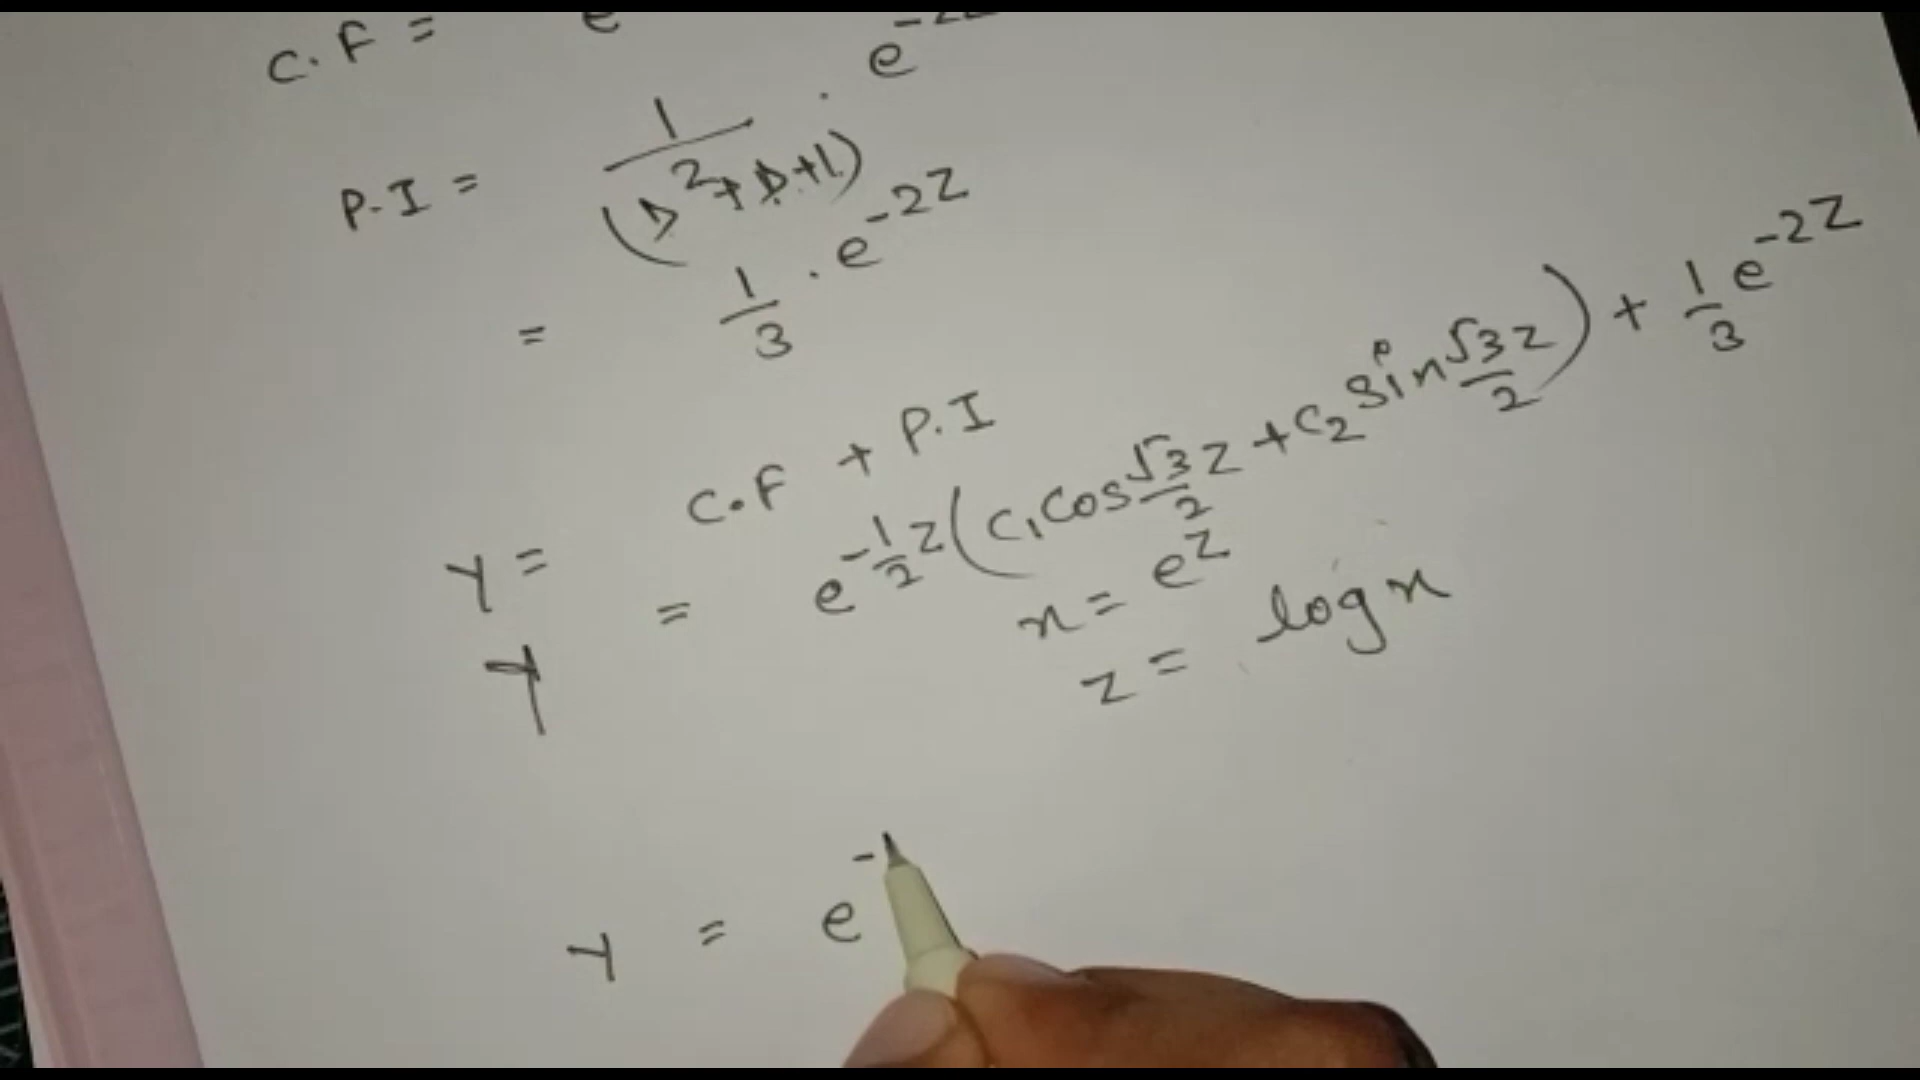 C.F = e
P.I = 1/(D²+D+1) . e^-2Z
= 1/3 . e^-2Z
Y = C.F + P.I
Y = e^-1/2 z (C₁ Cos √3/2 z + C₂ Sin √3/2 z) + 1/3 e^-2Z
x = e^z
z = log x
Y = e^-